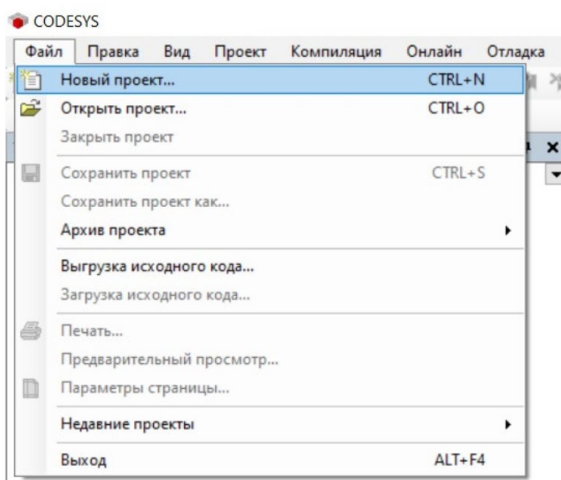 CODESYS
Файл Правка Вид Проект Компиляция Онлайн Отладка
Новый проект... CTRL+N
Открыть проект... CTRL+O
Закрыть проект
Сохранить проект CTRL+S
Сохранить проект как...
Архив проекта
Выгрузка исходного кода...
Загрузка исходного кода...
Печать...
Предварительный просмотр...
Параметры страницы...
Недавние проекты
Выход ALT+F4